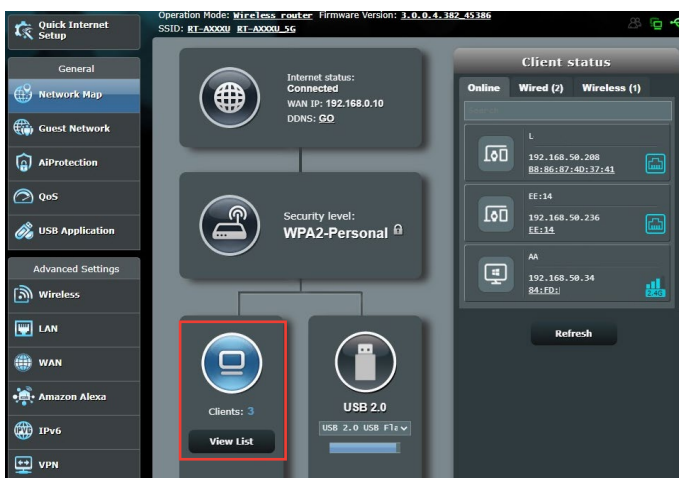 Quick Internet
Setup
Operation Mode: Wireless router Firmware Version: 3.0.0.4.382_45386
SSID: RT-AXXXU RT-AXXXU_5G
General
Network Map
Guest Network
AiProtection
QoS
USB Application
Advanced Settings
Wireless
LAN
WAN
Amazon Alexa
IPv6
VPN
Internet status:
Connected
WAN IP: 192.168.0.10
DDNS: GO
Security level:
WPA2-Personal
Clients: 3
View List
USB 2.0
USB 2.0 USB Fla
Client status
Online Wired (2) Wireless (1)
L
192.168.50.208
B8:86:87:4D:37:41
EE:14
192.168.50.236
EE:14
AA
192.168.50.34
84:FD:
2.4G
Refresh